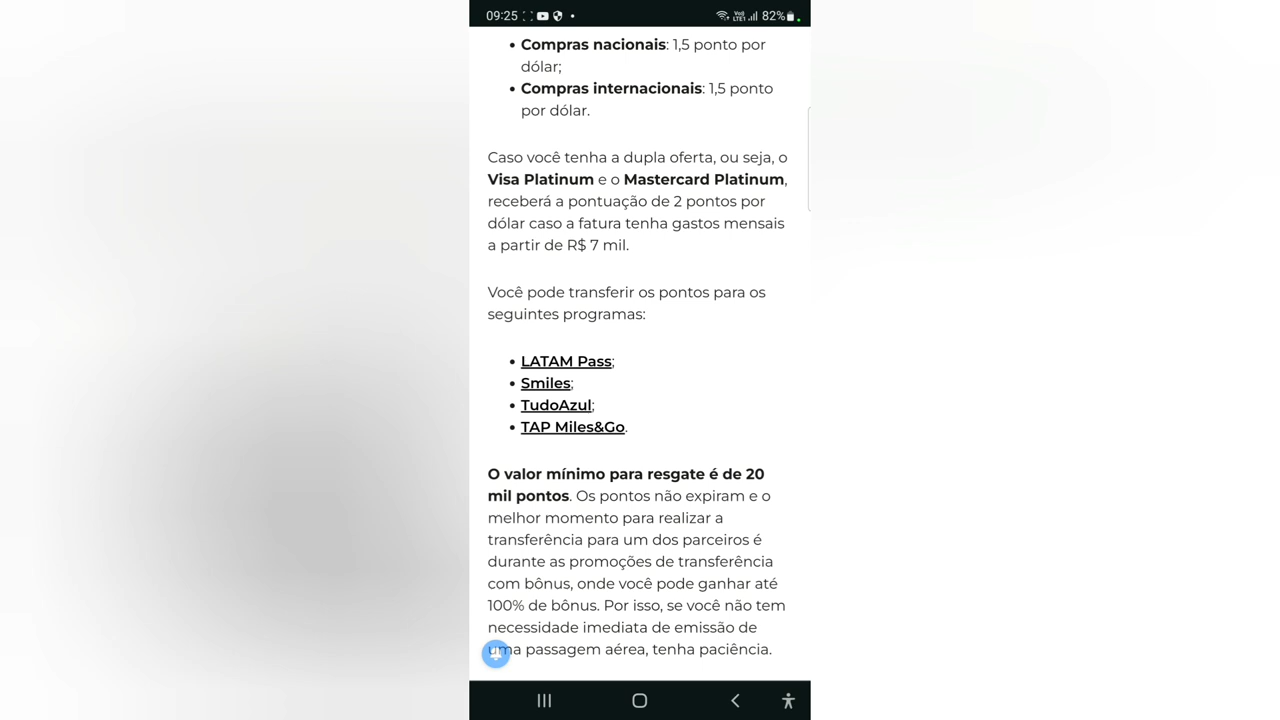 09:25
Vo))
LTE1
82%
• Compras nacionais: 1,5 ponto por
dólar;
• Compras internacionais: 1,5 ponto
por dólar.
Caso você tenha a dupla oferta, ou seja, o
Visa Platinum e o Mastercard Platinum,
receberá a pontuação de 2 pontos por
dólar caso a fatura tenha gastos mensais
a partir de R$ 7 mil.
Você pode transferir os pontos para os
seguintes programas:
• LATAM Pass;
• Smiles;
• TudoAzul;
• TAP Miles&Go.
O valor mínimo para resgate é de 20
mil pontos. Os pontos não expiram e o
melhor momento para realizar a
transferência para um dos parceiros é
durante as promoções de transferência
com bônus, onde você pode ganhar até
100% de bônus. Por isso, se você não tem
necessidade imediata de emissão de
uma passagem aérea, tenha paciência.